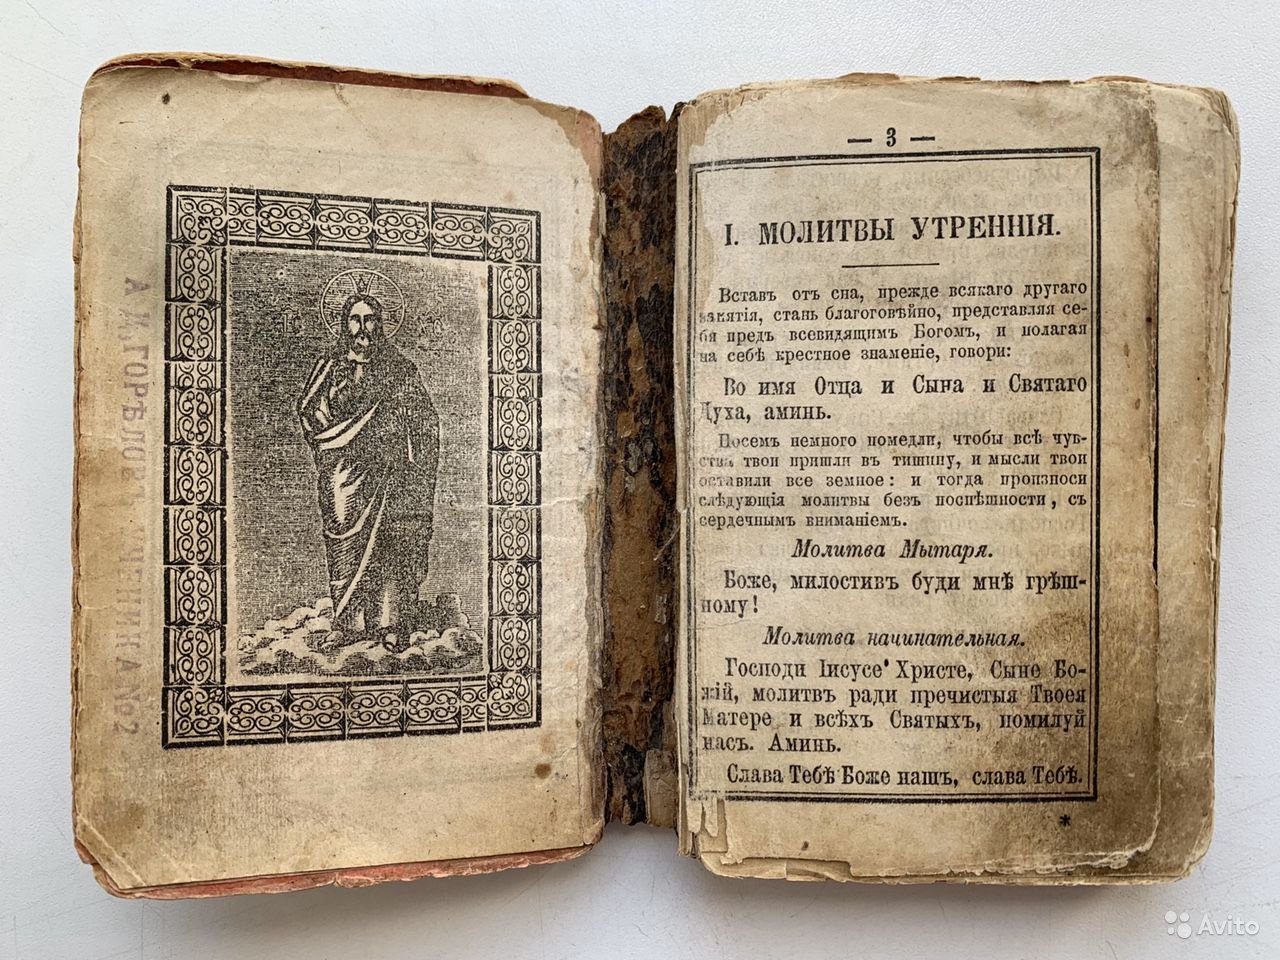 А. И. ГОРѢЛОВЪ
№2
— 3 —
I. МОЛИТВЫ УТРЕННІЯ.
Вставъ отъ сна, прежде всякаго другаго
занятія, стань благоговѣйно, представляя се-
бя предъ всевидящимъ Богомъ, и полагая
на себѣ крестное знаменіе, говори:
Во имя Отца и Сына и Святаго
Духа, аминь.
Посемъ немного помедли, чтобы всѣ чув-
ства твои пришли въ тишину, и мысли твои
оставили все земное: и тогда произноси
слѣдующія молитвы безъ поспѣшности, съ
сердечнымъ вниманіемъ.
Молитва Мытаря.
Боже, милостивъ буди мнѣ грѣш-
ному!
Молитва начинательная.
Господи Іисусе Христе, Сыне Бо-
жій, молитвъ ради пречистыя Твоея
Матере и всѣхъ Святыхъ, помилуй
насъ. Аминь.
Слава Тебѣ Боже нашъ, слава Тебѣ.
*
Avito